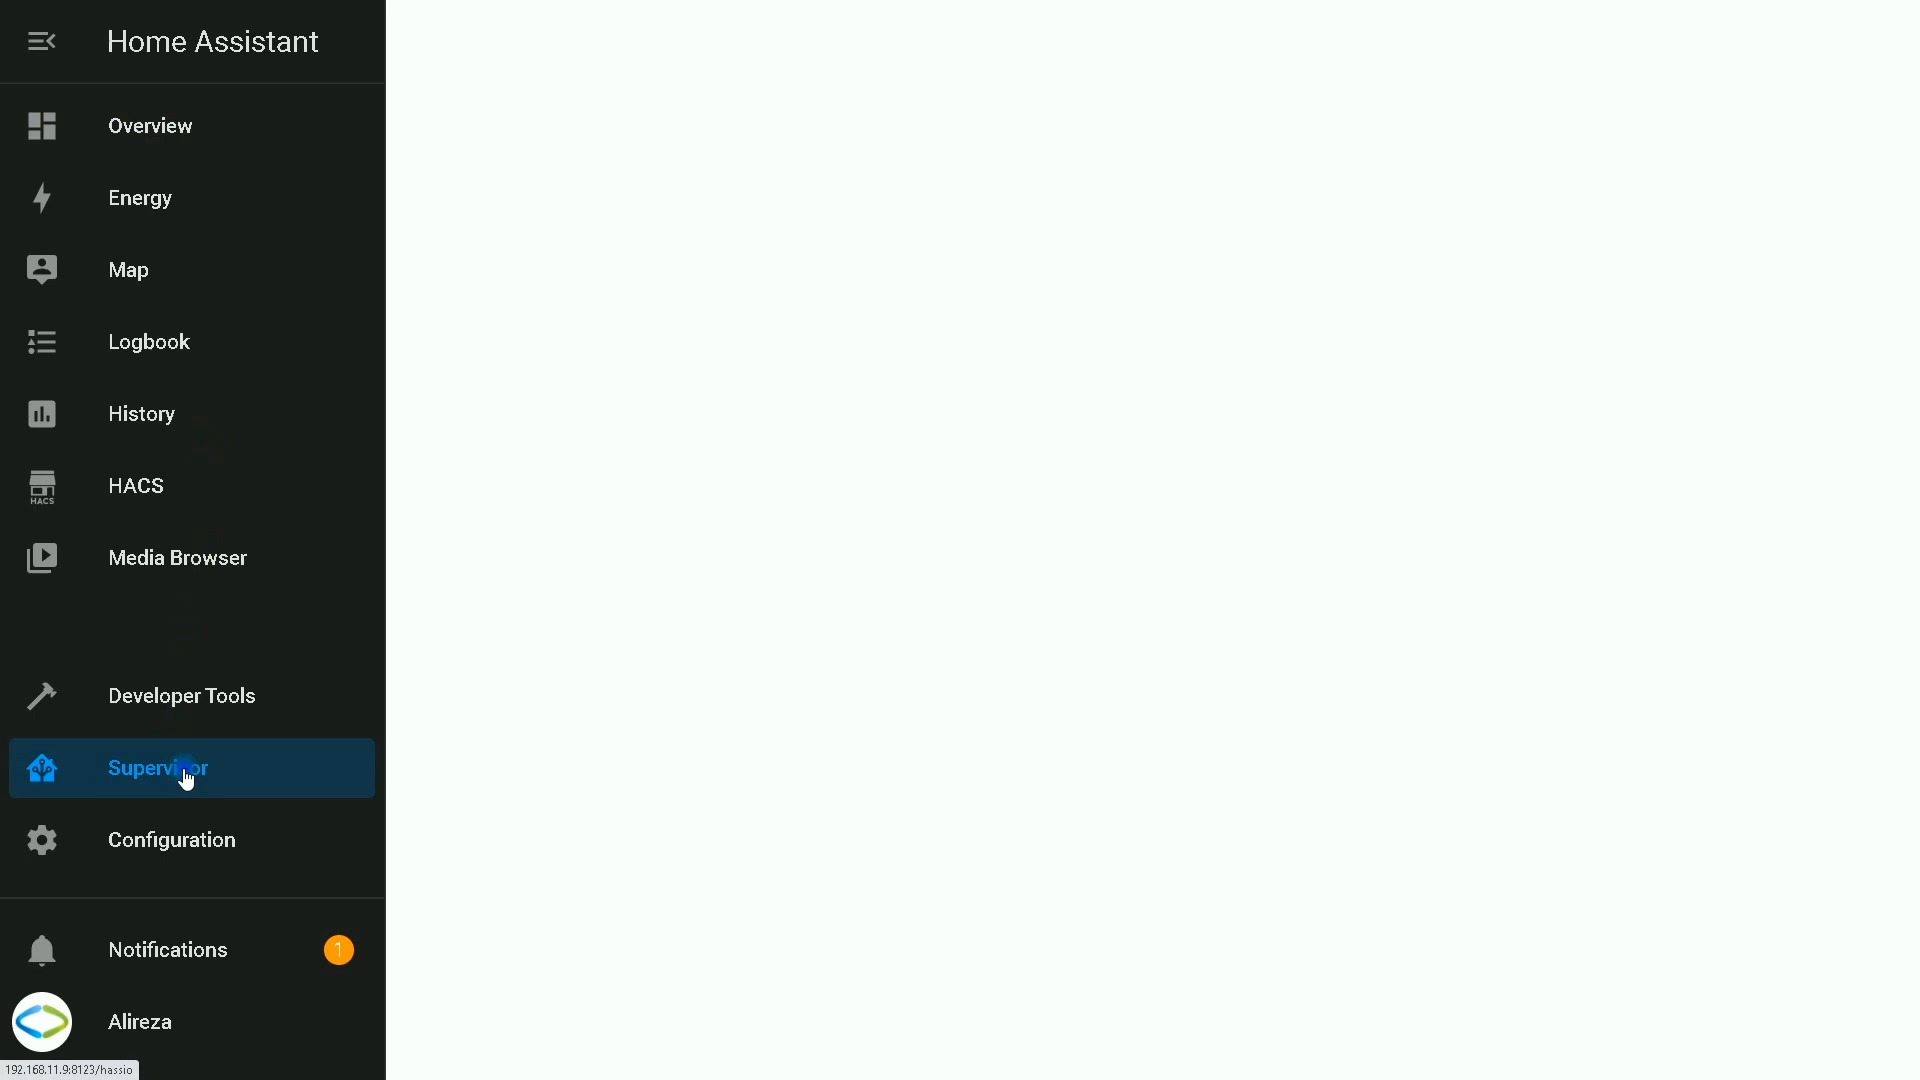 Home Assistant
Overview
Energy
Map
Logbook
History
HACS
HACS
Media Browser
Developer Tools
Supervisor
Configuration
Notifications
1
Alireza
192.168.11.9:8123/hassio